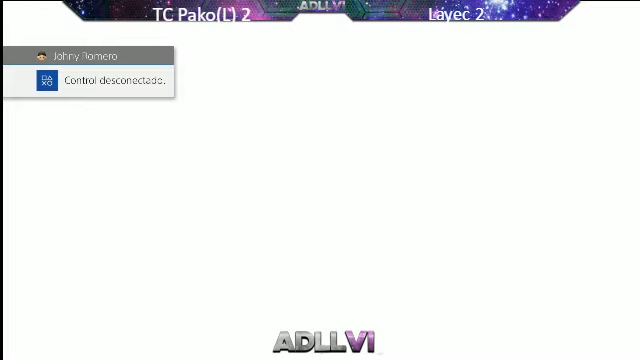 TC Pako(L) 2
ADLLVI
Layec 2
Johny Romero
Control desconectado.
ADLLVI